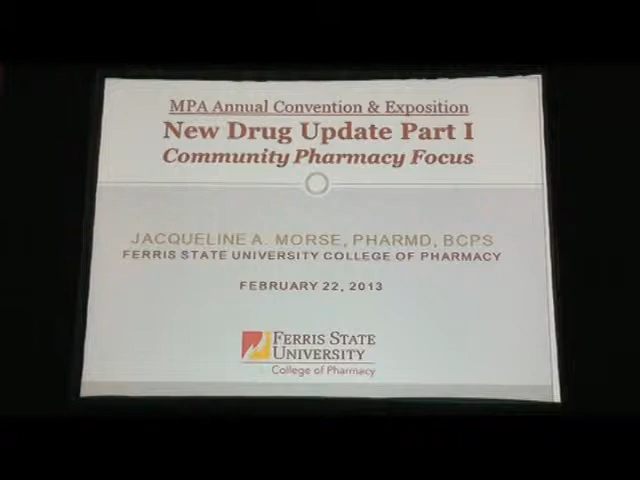 MPA Annual Convention & Exposition
New Drug Update Part I
Community Pharmacy Focus
JACQUELINE A. MORSE, PHARMD, BCPS
FERRIS STATE UNIVERSITY COLLEGE OF PHARMACY
FEBRUARY 22, 2013
FERRIS STATE
UNIVERSITY
College of Pharmacy